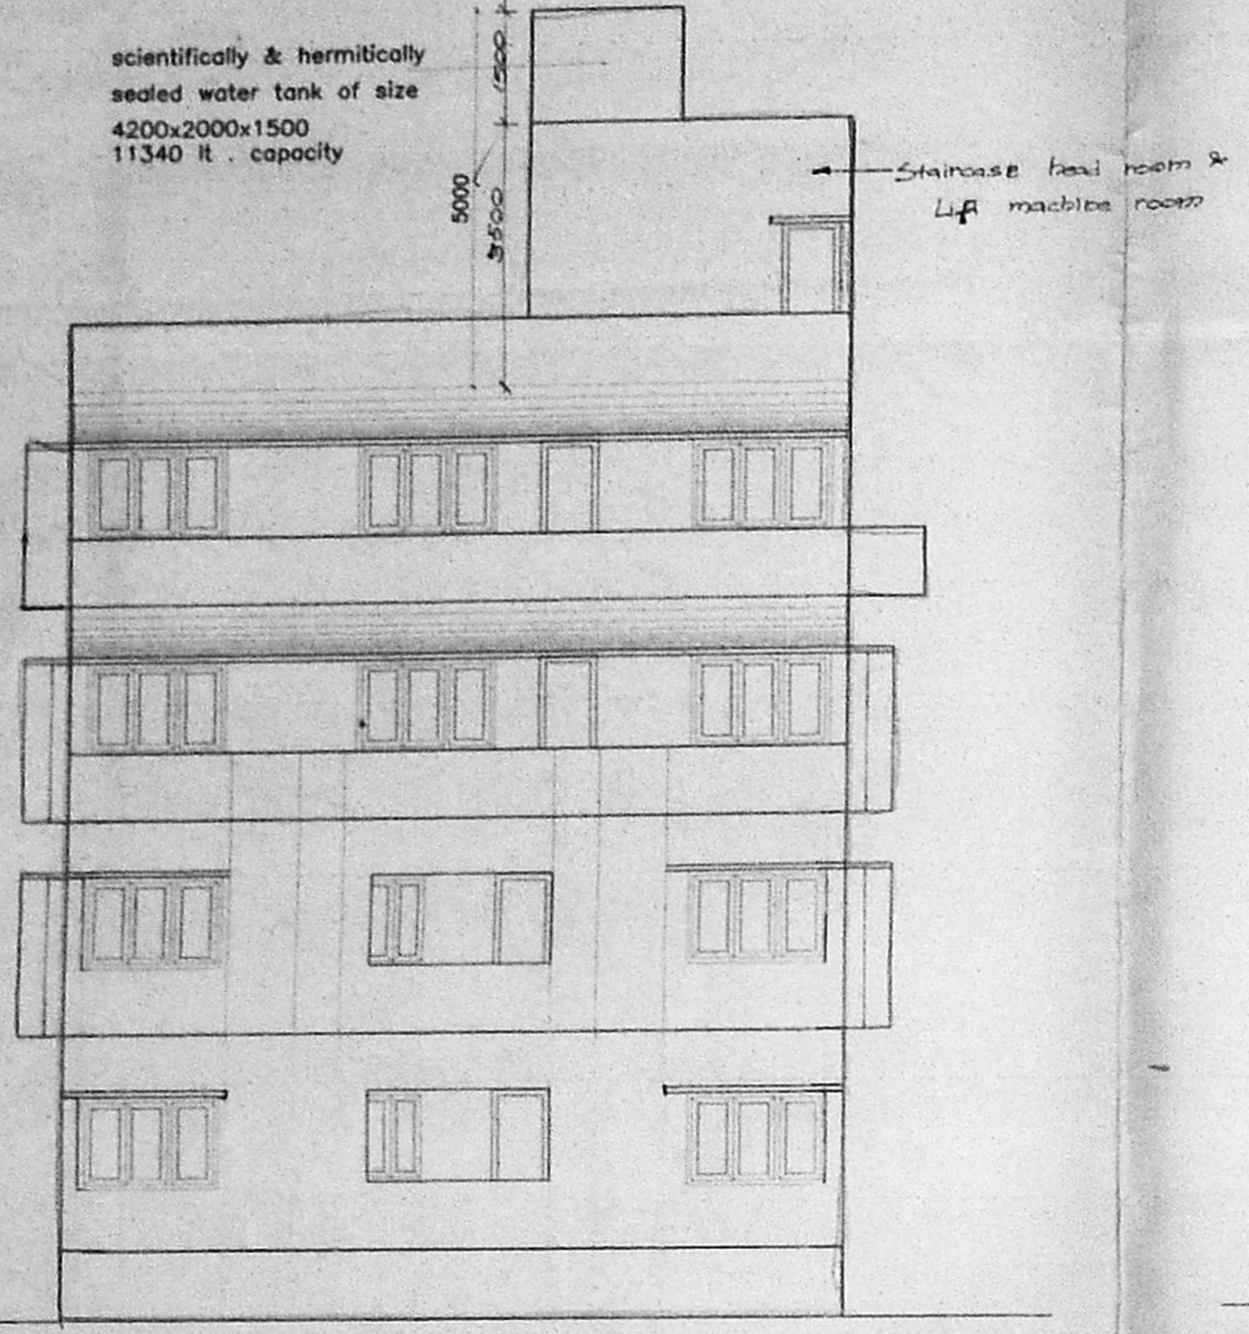 scientifically & hermitically
sealed water tank of size
4200x2000x1500
11340 lt . capacity
1500
5000
3500
Staircase head room &
Lift machine room